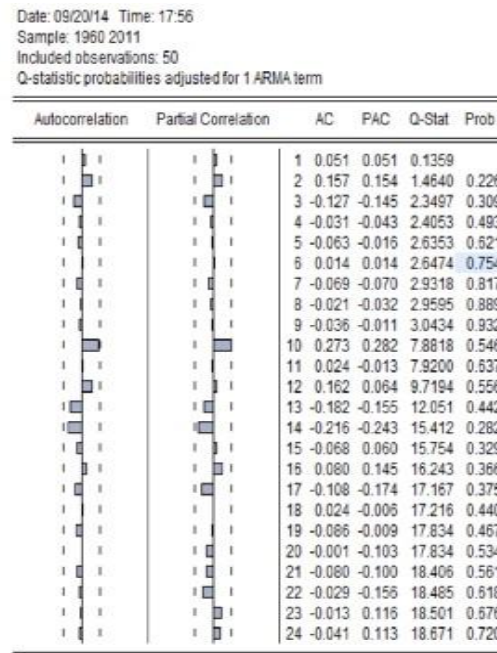 Date: 09/20/14 Time: 17:56
Sample: 1960 2011
Included observations: 50
Q-statistic probabilities adjusted for 1 ARMA term
Autocorrelation Partial Correlation AC PAC Q-Stat Prob
1 0.051 0.051 0.1359
2 0.157 0.154 1.4640 0.226
3 -0.127 -0.145 2.3497 0.309
4 -0.031 -0.043 2.4053 0.493
5 -0.063 -0.016 2.6353 0.621
6 0.014 0.014 2.6474 0.754
7 -0.069 -0.070 2.9318 0.817
8 -0.021 -0.032 2.9595 0.889
9 -0.036 -0.011 3.0434 0.932
10 0.273 0.282 7.8818 0.546
11 0.024 -0.013 7.9200 0.637
12 0.162 0.064 9.7194 0.556
13 -0.182 -0.155 12.051 0.442
14 -0.216 -0.243 15.412 0.282
15 -0.068 0.060 15.754 0.329
16 0.080 0.145 16.243 0.366
17 -0.108 -0.174 17.167 0.375
18 0.024 -0.006 17.216 0.440
19 -0.086 -0.009 17.834 0.467
20 -0.001 -0.103 17.834 0.534
21 -0.080 -0.100 18.406 0.561
22 -0.029 -0.156 18.485 0.618
23 -0.013 0.116 18.501 0.676
24 -0.041 0.113 18.671 0.720